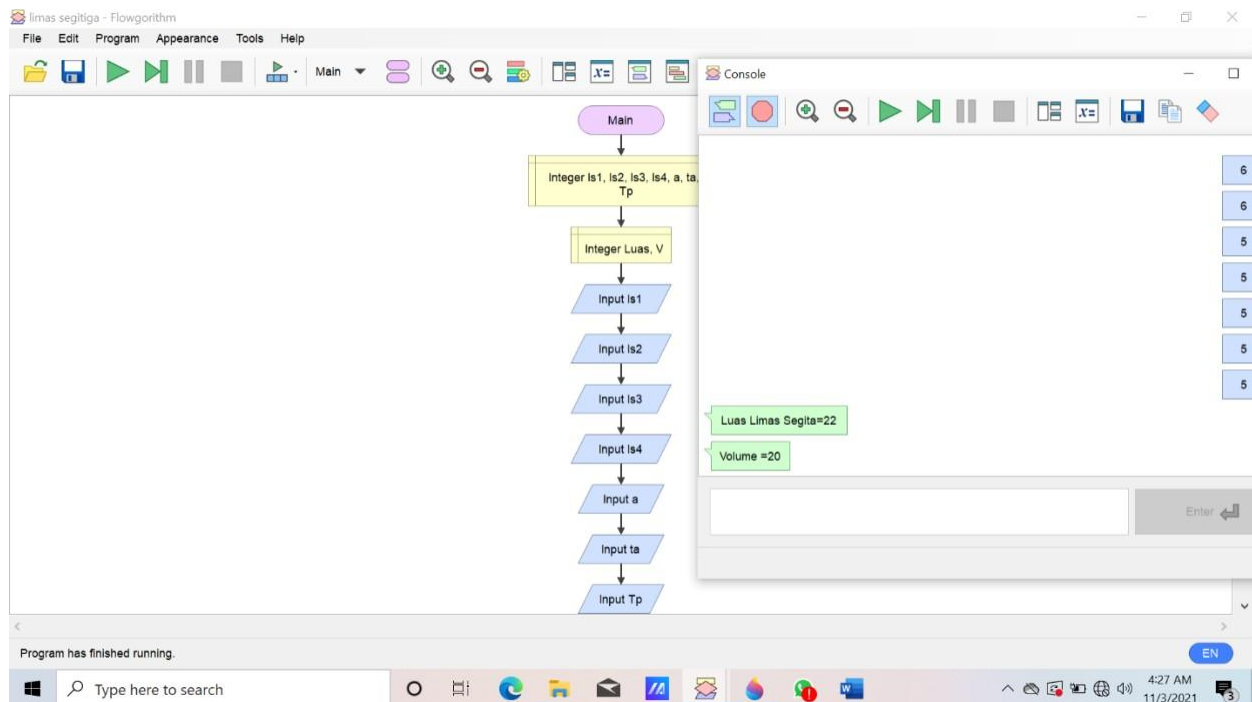 limas segitiga - Flowgorithm
File Edit Program Appearance Tools Help
Main
Console
Main
Integer ls1, ls2, ls3, ls4, a, ta,
Tp
Integer Luas, V
Input ls1
Input ls2
Input ls3
Input ls4
Input a
Input ta
Input Tp
6
6
5
5
5
5
5
Luas Limas Segita=22
Volume =20
Enter
Program has finished running.
EN
Type here to search
4:27 AM
11/3/2021
3